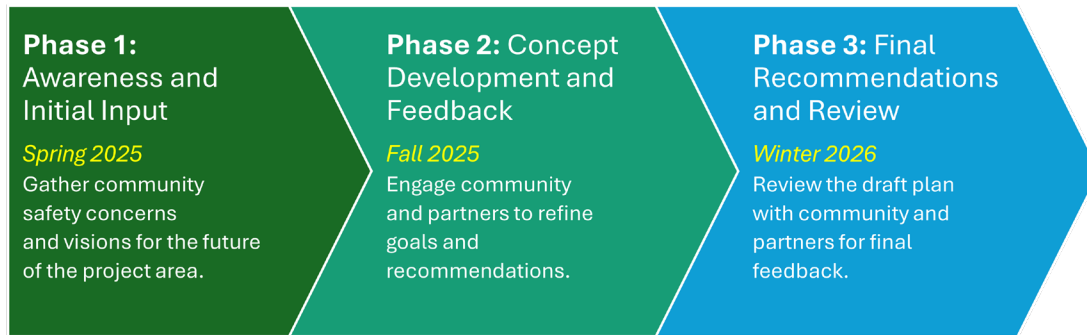 Phase 1:
Awareness and
Initial Input
Spring 2025
Gather community
safety concerns
and visions for the future
of the project area.
Phase 2: Concept
Development and
Feedback
Fall 2025
Engage community
and partners to refine
goals and
recommendations.
Phase 3: Final
Recommendations
and Review
Winter 2026
Review the draft plan
with community and
partners for final
feedback.